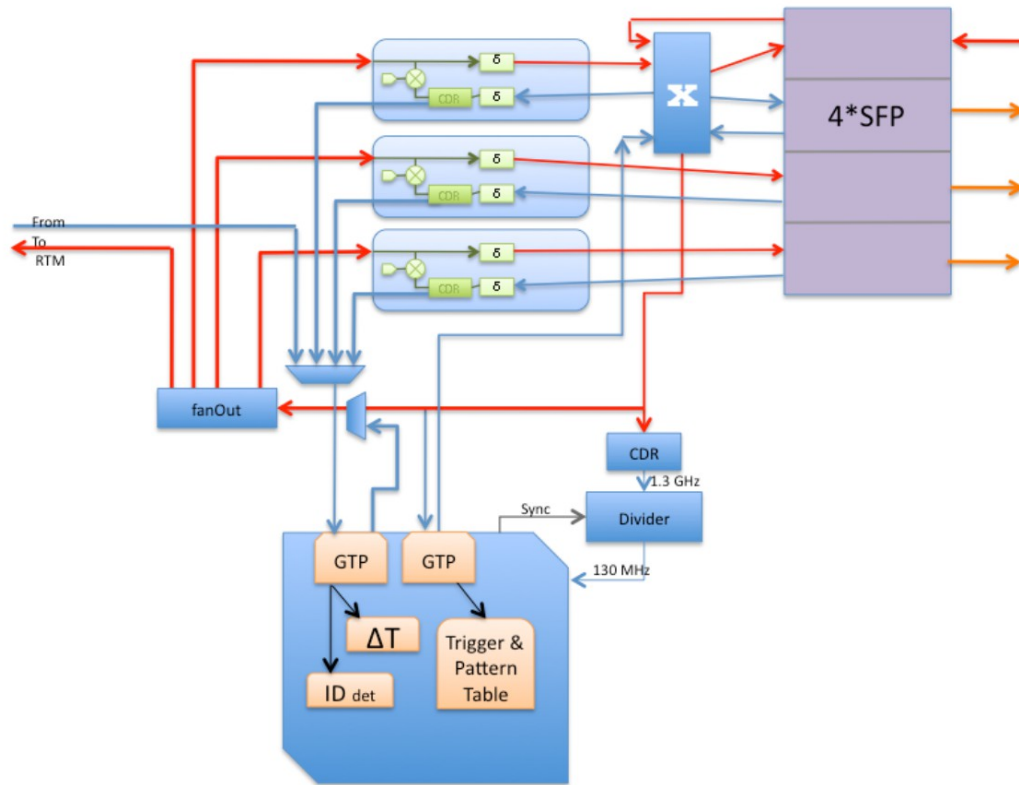 δ
CDR
δ
X
4*SFP
δ
CDR
δ
From
To
RTM
δ
CDR
δ
fanOut
CDR
1.3 GHz
Sync
Divider
GTP
GTP
130 MHz
ΔT
Trigger &
Pattern
Table
ID det